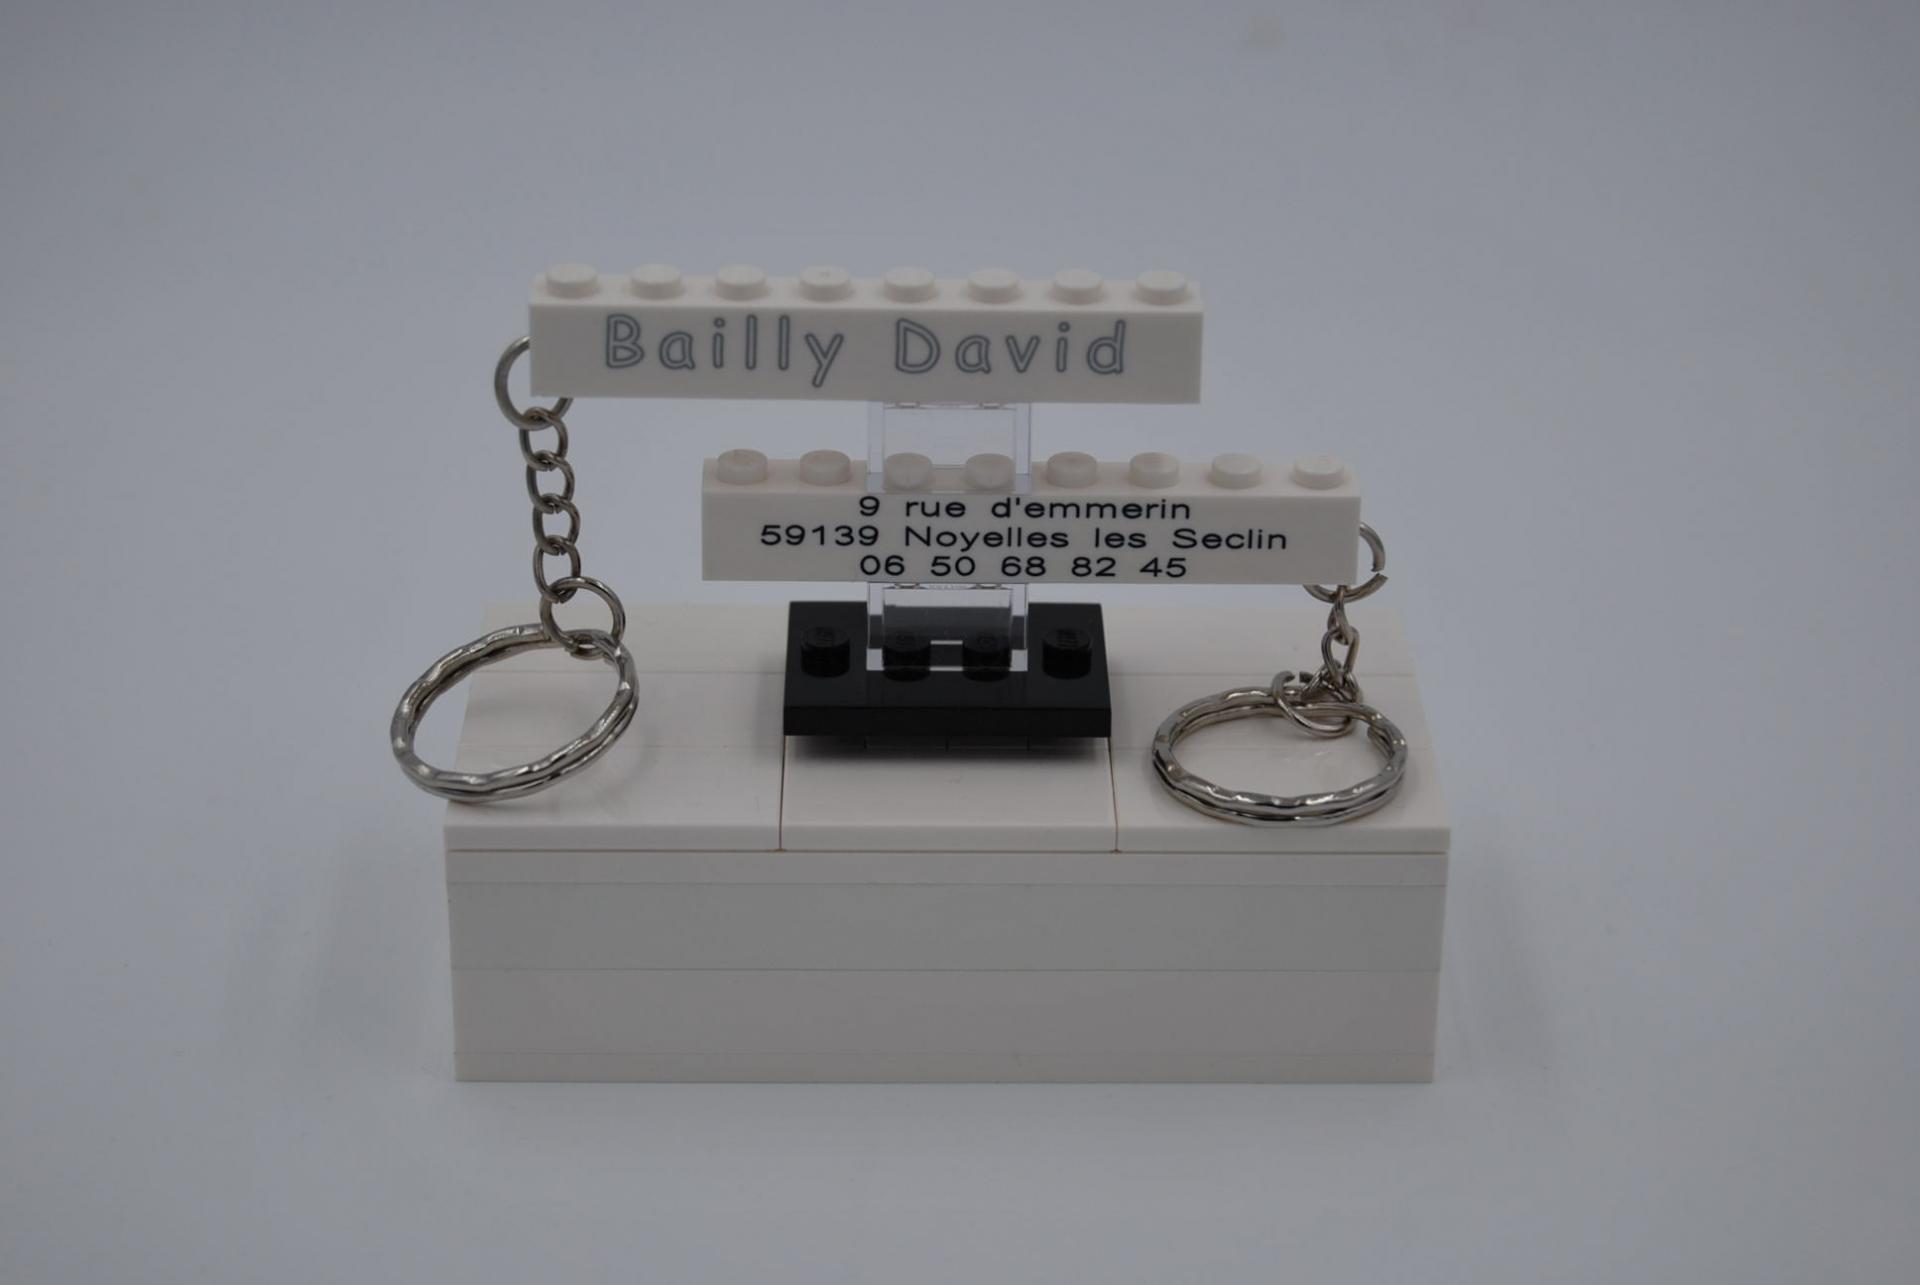 Bailly David
9 rue d'emmerin
59139 Noyelles les Seclin
06 50 68 82 45